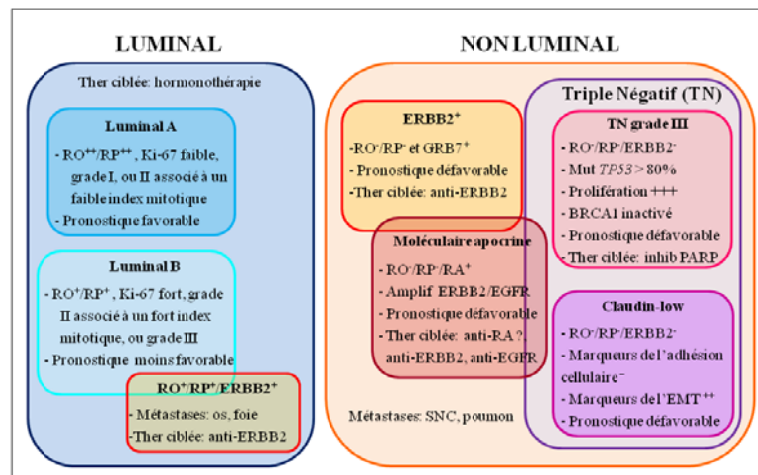 LUMINAL
Ther ciblée: hormonothérapie
Luminal A
- RO⁺⁺/RP⁺⁺, Ki-67 faible,
grade I, ou II associé à un
faible index mitotique
- Pronostique favorable
Luminal B
- RO⁺/RP⁺, Ki-67 fort, grade
II associé à un fort index
mitotique, ou grade III
- Pronostique moins favorable
RO⁺RP⁺/ERBB2⁺
- Métastases: os, foie
-Ther ciblée: anti-ERBB2
NON LUMINAL
ERBB2⁺
-RO⁻/RP⁻ et GRB7⁺
- Pronostique défavorable
-Ther ciblée: anti-ERBB2
Moléculaire apocrine
- RO⁻/RP⁻/RA⁺
- Amplif ERBB2/EGFR
- Pronostique défavorable
- Ther ciblée: anti-RA ?,
anti-ERBB2, anti-EGFR
Métastases: SNC, poumon
Triple Négatif (TN)
TN grade III
- RO⁻/RP⁻/ERBB2⁻
- Mut TP53 > 80%
- Prolifération +++
- BRCA1 inactivé
- Pronostique défavorable
- Ther ciblée: inhib PARP
Claudin-low
- RO⁻/RP⁻/ERBB2⁻
- Marqueurs de l'adhésion
cellulaire⁻
- Marqueurs de l'EMT⁺⁺
- Pronostique défavorable